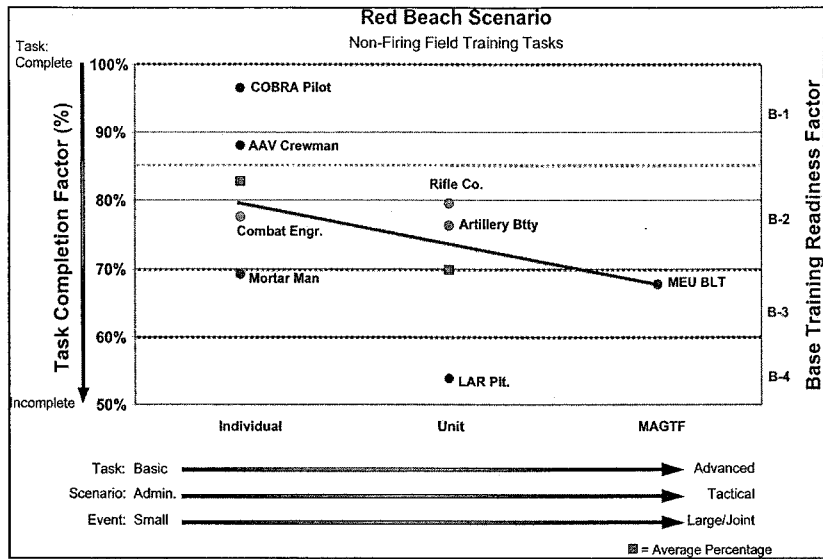 Red Beach Scenario
Non-Firing Field Training Tasks
Task:
Complete
Incomplete
Task Completion Factor (%)
100%
90%
80%
70%
60%
50%
COBRA Pilot
AAV Crewman
Combat Engr.
Mortar Man
Rifle Co.
Artillery Btty
LAR Plt.
MEU BLT
B-1
B-2
B-3
B-4
Base Training Readiness Factor
Individual Unit MAGTF
Task: Basic Advanced
Scenario: Admin. Tactical
Event: Small Large/Joint
= Average Percentage